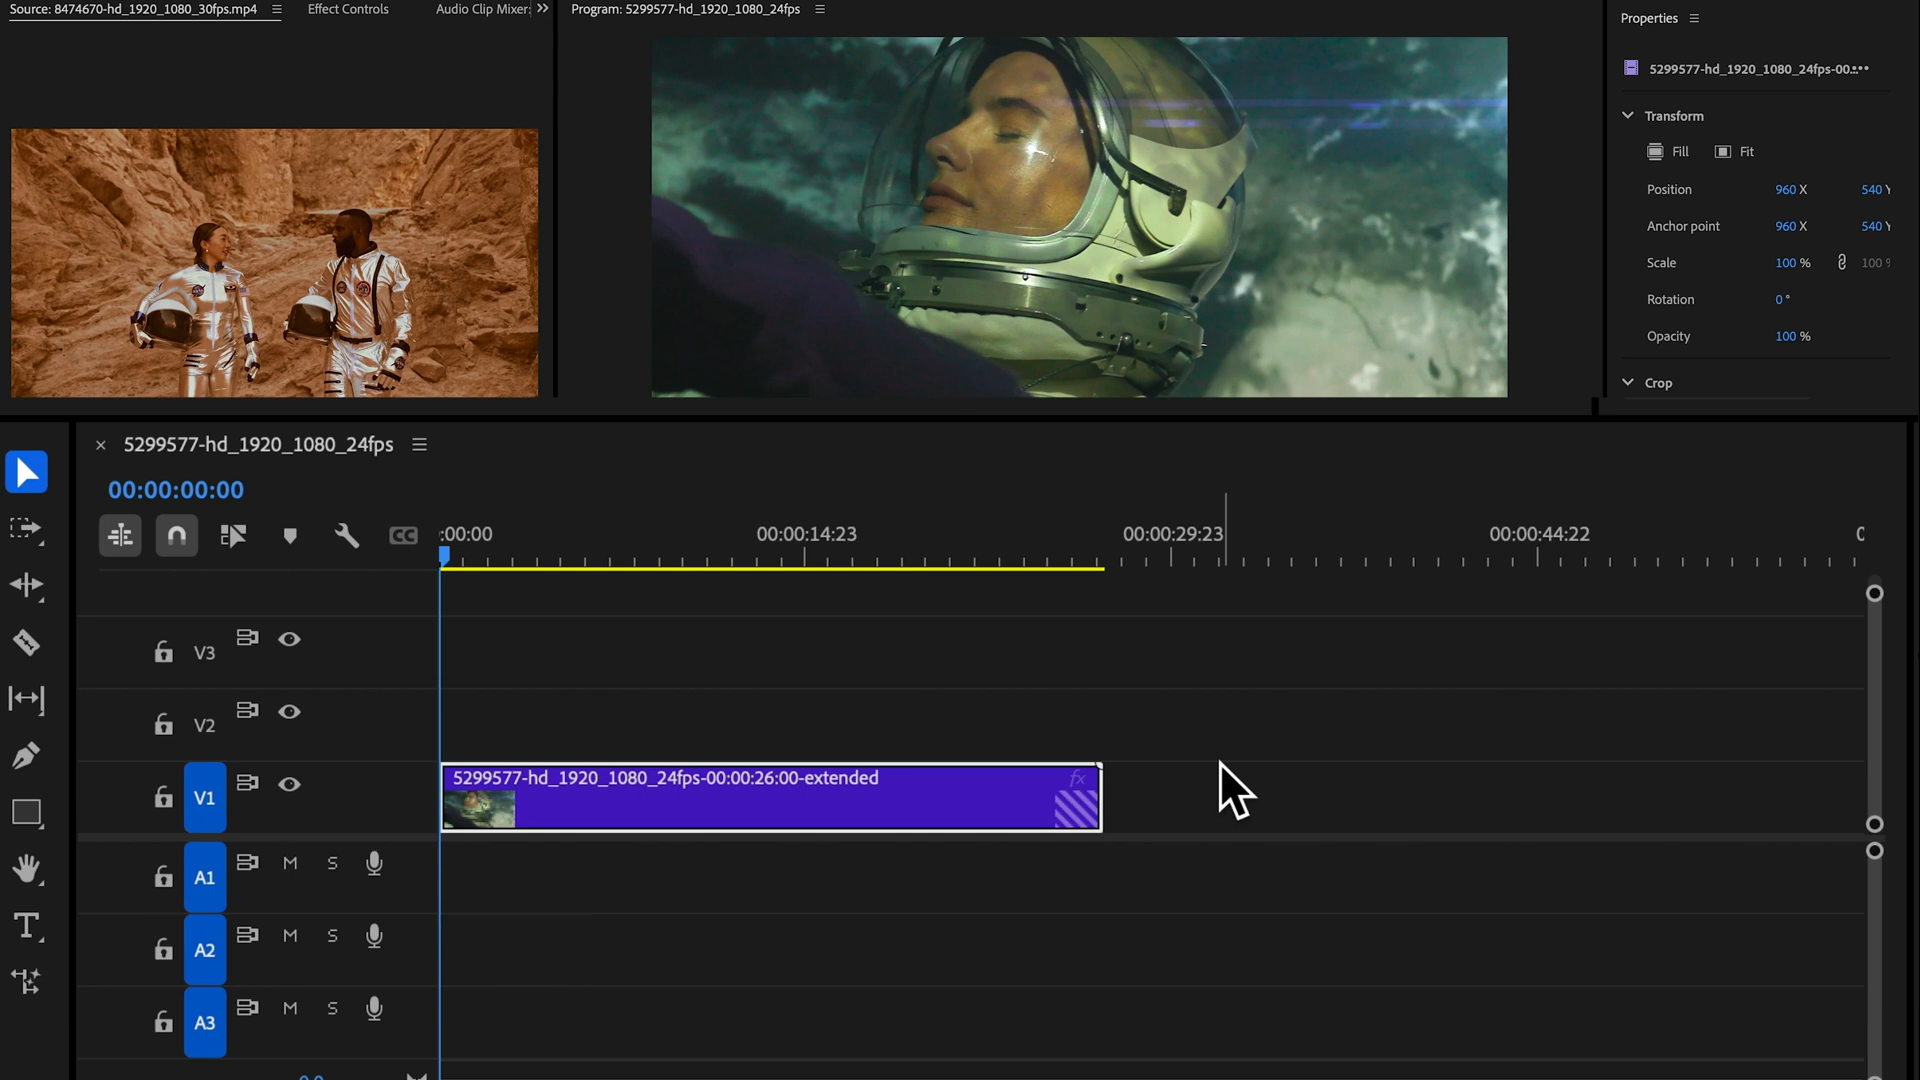 Source: 8474670-hd_1920_1080_30fps.mp4
Effect Controls
Audio Clip Mixer:
Program: 5299577-hd_1920_1080_24fps
Properties
5299577-hd_1920_1080_24fps-00...
Transform
Fill
Fit
Position 960 X 540 Y
Anchor point 960 X 540 Y
Scale 100 % 100 %
Rotation 0 °
Opacity 100 %
Crop
5299577-hd_1920_1080_24fps
00:00:00:00
CC
:00:00
00:00:14:23
00:00:29:23
00:00:44:22
V3
V2
V1
5299577-hd_1920_1080_24fps-00:00:26:00-extended
fx
A1 M S
A2 M S
A3 M S